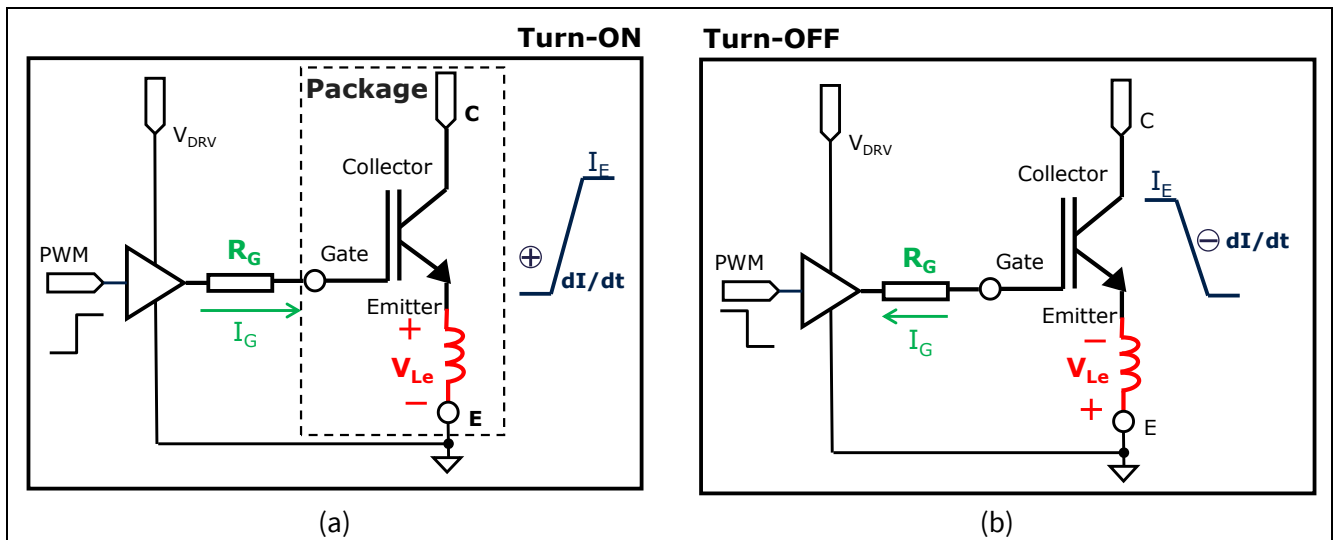 Turn-ON
Package
C
V_DRV
Collector
I_E
PWM
R_G
Gate
⊕
dI/dt
I_G
Emitter
+
V_Le
−
E
(a)
Turn-OFF
C
V_DRV
Collector
I_E
⊖ dI/dt
PWM
R_G
Gate
I_G
Emitter
−
V_Le
+
E
(b)